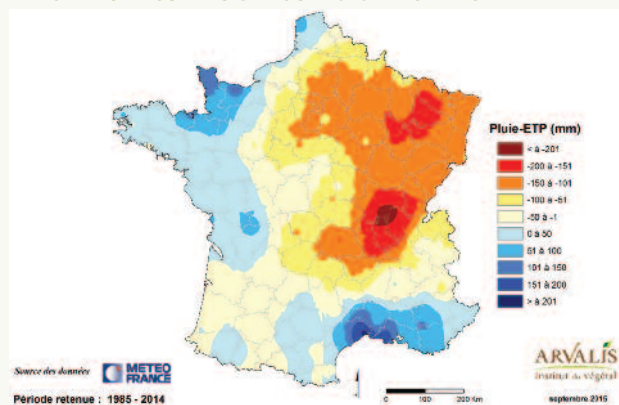 Pluie-ETP (mm)
< à -201
-200 à -151
-150 à -101
-100 à -51
-50 à -1
0 à 50
51 à 100
101 à 150
151 à 200
> à 201
0 100 200 Km
Source des données
METEO
FRANCE
Période retenue : 1985 - 2014
ARVALIS
Institut du végétal
septembre 2015